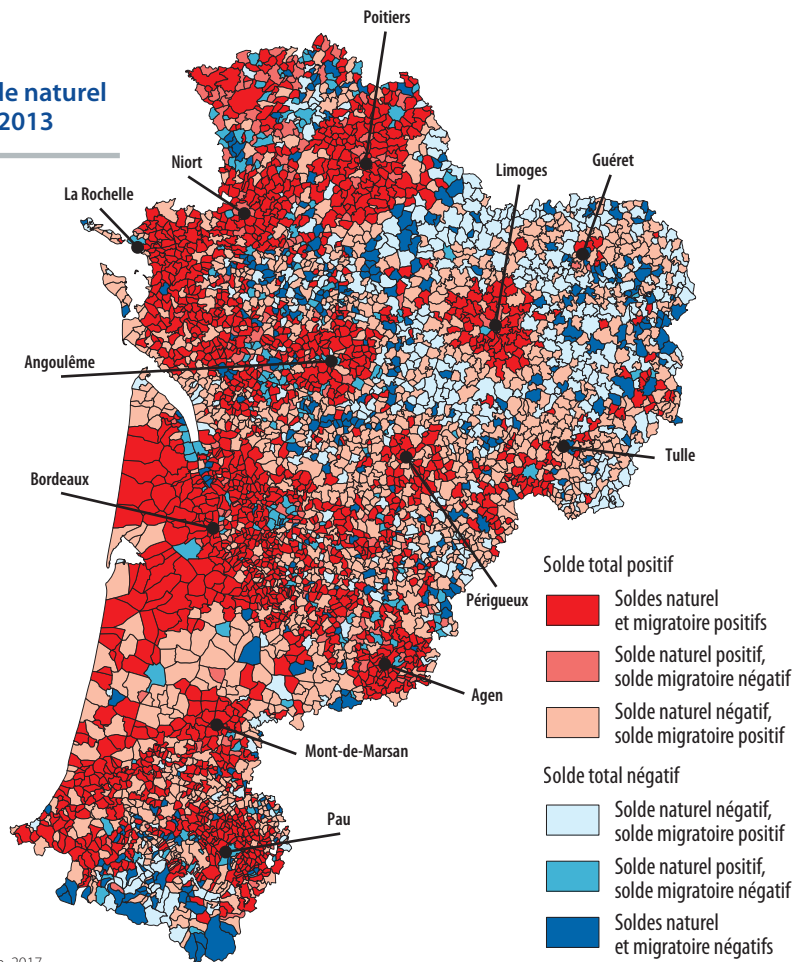 de naturel
2013
Poitiers
Niort
Limoges
Guéret
La Rochelle
Angoulême
Tulle
Bordeaux
Périgueux
Agen
Mont-de-Marsan
Pau
Solde total positif
Soldes naturel
et migratoire positifs
Solde naturel positif,
solde migratoire négatif
Solde naturel négatif,
solde migratoire positif
Solde total négatif
Solde naturel négatif,
solde migratoire positif
Solde naturel positif,
solde migratoire négatif
Soldes naturel
et migratoire négatifs
2017